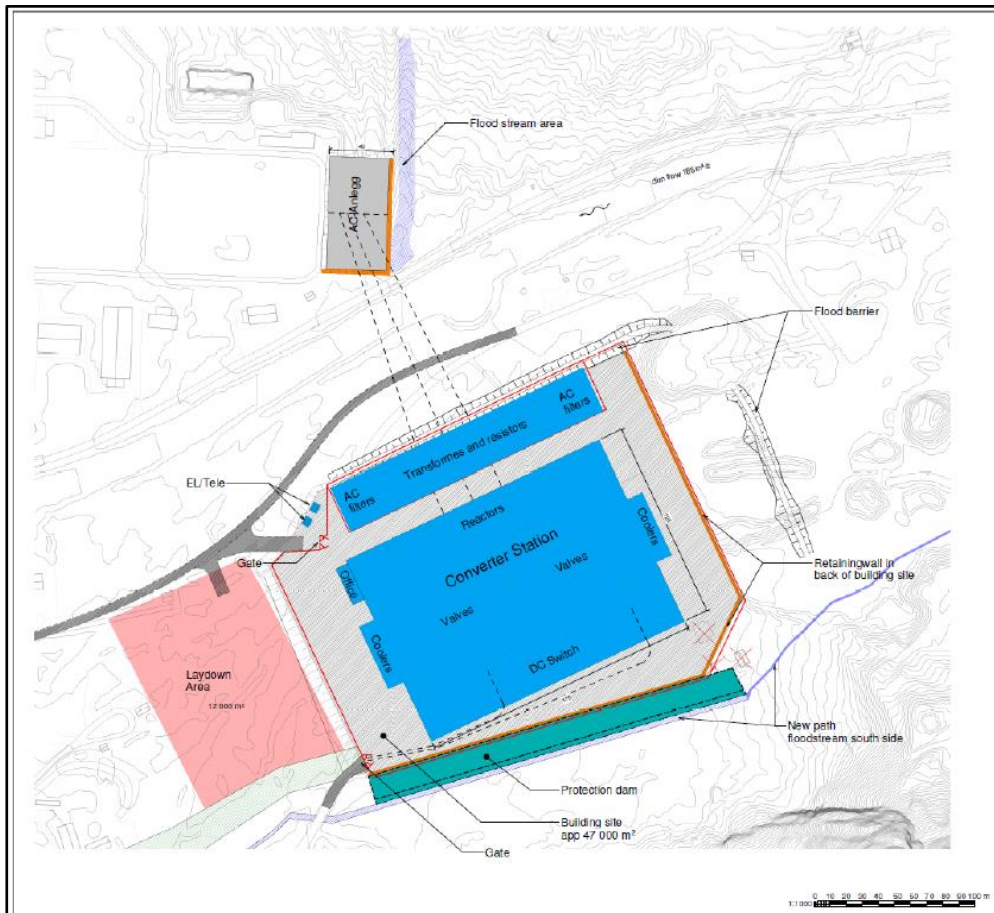 Flood stream area
AC-Anlegg
Flood barrier
AC
filters
Transformes and resistors
AC
filters
EL/Tele
Reactors
Converter Station
Coolers
Gate
Office
Valves
Valves
Retainingwall in
back of building site
Coolers
DC Switch
Laydown
Area
12 000 m²
New path
floodstream south side
Protection dam
Building site
app 47 000 m²
Gate
0 10 20 30 40 50 60 70 80 90 100 m